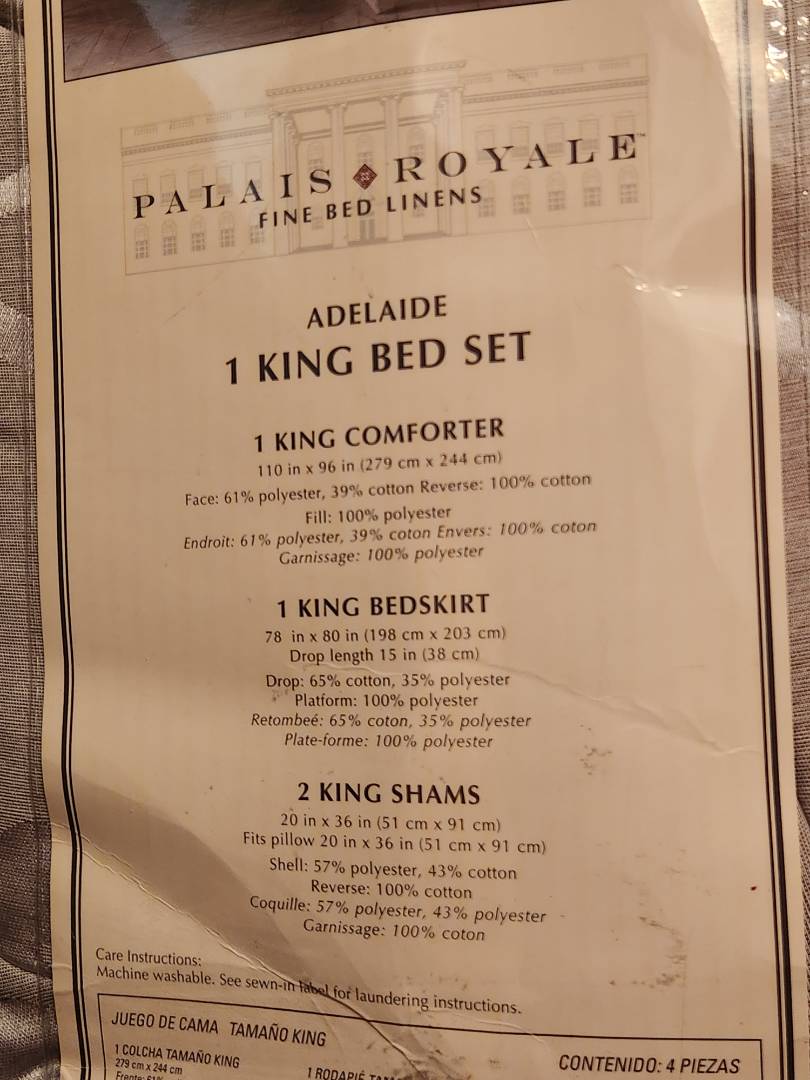 PALAIS ROYALE™
FINE BED LINENS
ADELAIDE
1 KING BED SET
1 KING COMFORTER
110 in x 96 in (279 cm x 244 cm)
Face: 61% polyester, 39% cotton Reverse: 100% cotton
Fill: 100% polyester
Endroit: 61% polyester, 39% coton Envers: 100% coton
Garnissage: 100% polyester
1 KING BEDSKIRT
78 in x 80 in (198 cm x 203 cm)
Drop length 15 in (38 cm)
Drop: 65% cotton, 35% polyester
Platform: 100% polyester
Retombeé: 65% coton, 35% polyester
Plate-forme: 100% polyester
2 KING SHAMS
20 in x 36 in (51 cm x 91 cm)
Fits pillow 20 in x 36 in (51 cm x 91 cm)
Shell: 57% polyester, 43% cotton
Reverse: 100% cotton
Coquille: 57% polyester, 43% polyester
Garnissage: 100% coton
Care Instructions:
Machine washable. See sewn-in label for laundering instructions.
JUEGO DE CAMA TAMAÑO KING
CONTENIDO: 4 PIEZAS
1 COLCHA TAMAÑO KING
279 cm x 244 cm
1 RODAPIÉ